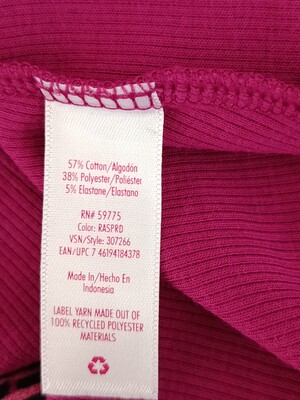 57% Cotton/Algodón
38% Polyester/Poliéster
5% Elastane/Elastano
RN# 59775
Color: RASPRD
VSN/Style: 307266
EAN/UPC 7 46194184378
Made In/Hecho En
Indonesia
LABEL YARN MADE OUT OF
100% RECYCLED POLYESTER
MATERIALS